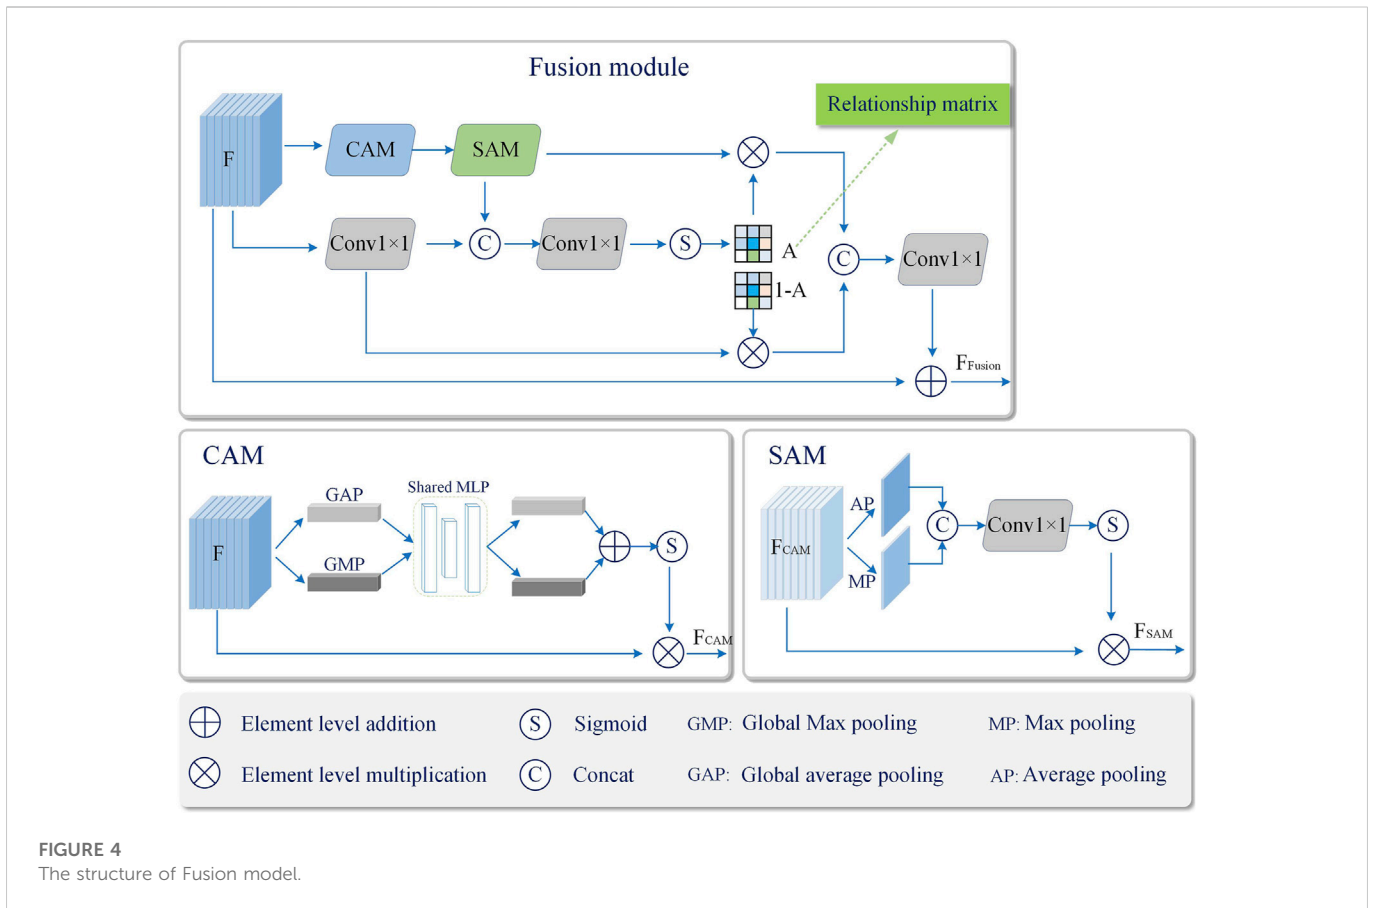 Fusion module
Relationship matrix
F
CAM
SAM
Conv1×1
C
Conv1×1
S
A
1-A
C
Conv1×1
FFusion
CAM
F
GAP
GMP
Shared MLP
S
FCAM
SAM
FCAM
AP
MP
C
Conv1×1
S
FSAM
Element level addition
S Sigmoid
GMP: Global Max pooling
MP: Max pooling
Element level multiplication
C Concat
GAP: Global average pooling
AP: Average pooling
FIGURE 4
The structure of Fusion model.